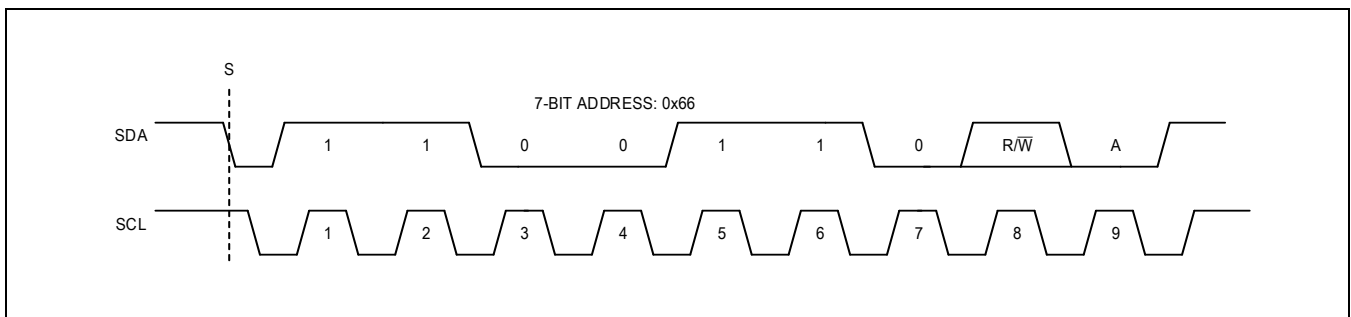 S
7-BIT ADDRESS: 0x66
SDA 1 1 0 0 1 1 0 R/W̅ A
SCL 1 2 3 4 5 6 7 8 9